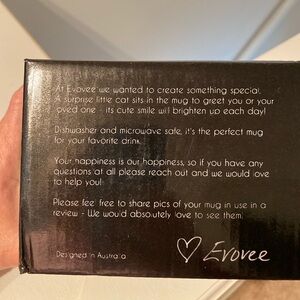 At Evovee we wanted to create something special.
A surprise little cat sits in the mug to greet you or your
loved one - its cute smile will brighten up each day!
Dishwasher and microwave safe, it's the perfect mug
for your favorite drink.
Your happiness is our happiness, so if you have any
questions at all please reach out and we would love
to help you!
Please feel free to share pics of your mug in use in a
review - We would absolutely love to see them.
Designed in Australia
Evovee